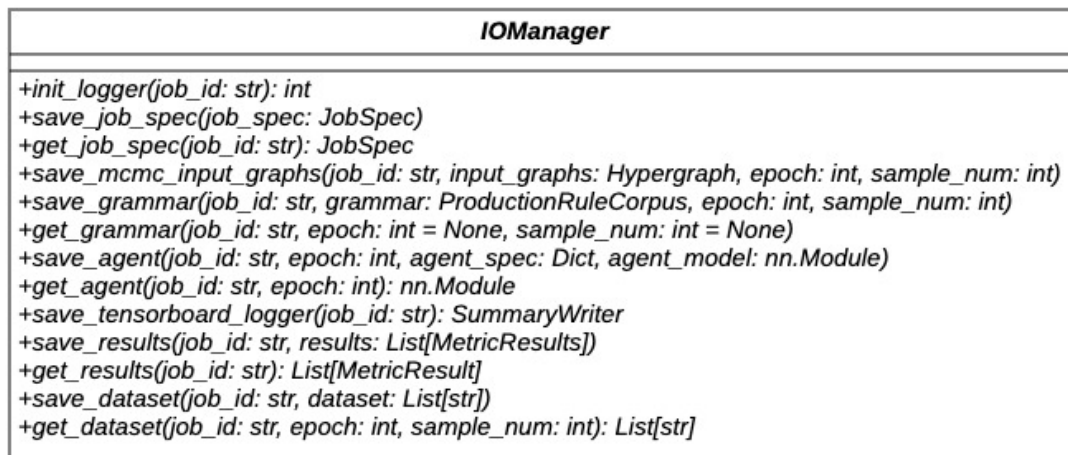 IOManager
+init_logger(job_id: str): int
+save_job_spec(job_spec: JobSpec)
+get_job_spec(job_id: str): JobSpec
+save_mcmc_input_graphs(job_id: str, input_graphs: Hypergraph, epoch: int, sample_num: int)
+save_grammar(job_id: str, grammar: ProductionRuleCorpus, epoch: int, sample_num: int)
+get_grammar(job_id: str, epoch: int = None, sample_num: int = None)
+save_agent(job_id: str, epoch: int, agent_spec: Dict, agent_model: nn.Module)
+get_agent(job_id: str, epoch: int): nn.Module
+save_tensorboard_logger(job_id: str): SummaryWriter
+save_results(job_id: str, results: List[MetricResults])
+get_results(job_id: str): List[MetricResult]
+save_dataset(job_id: str, dataset: List[str])
+get_dataset(job_id: str, epoch: int, sample_num: int): List[str]